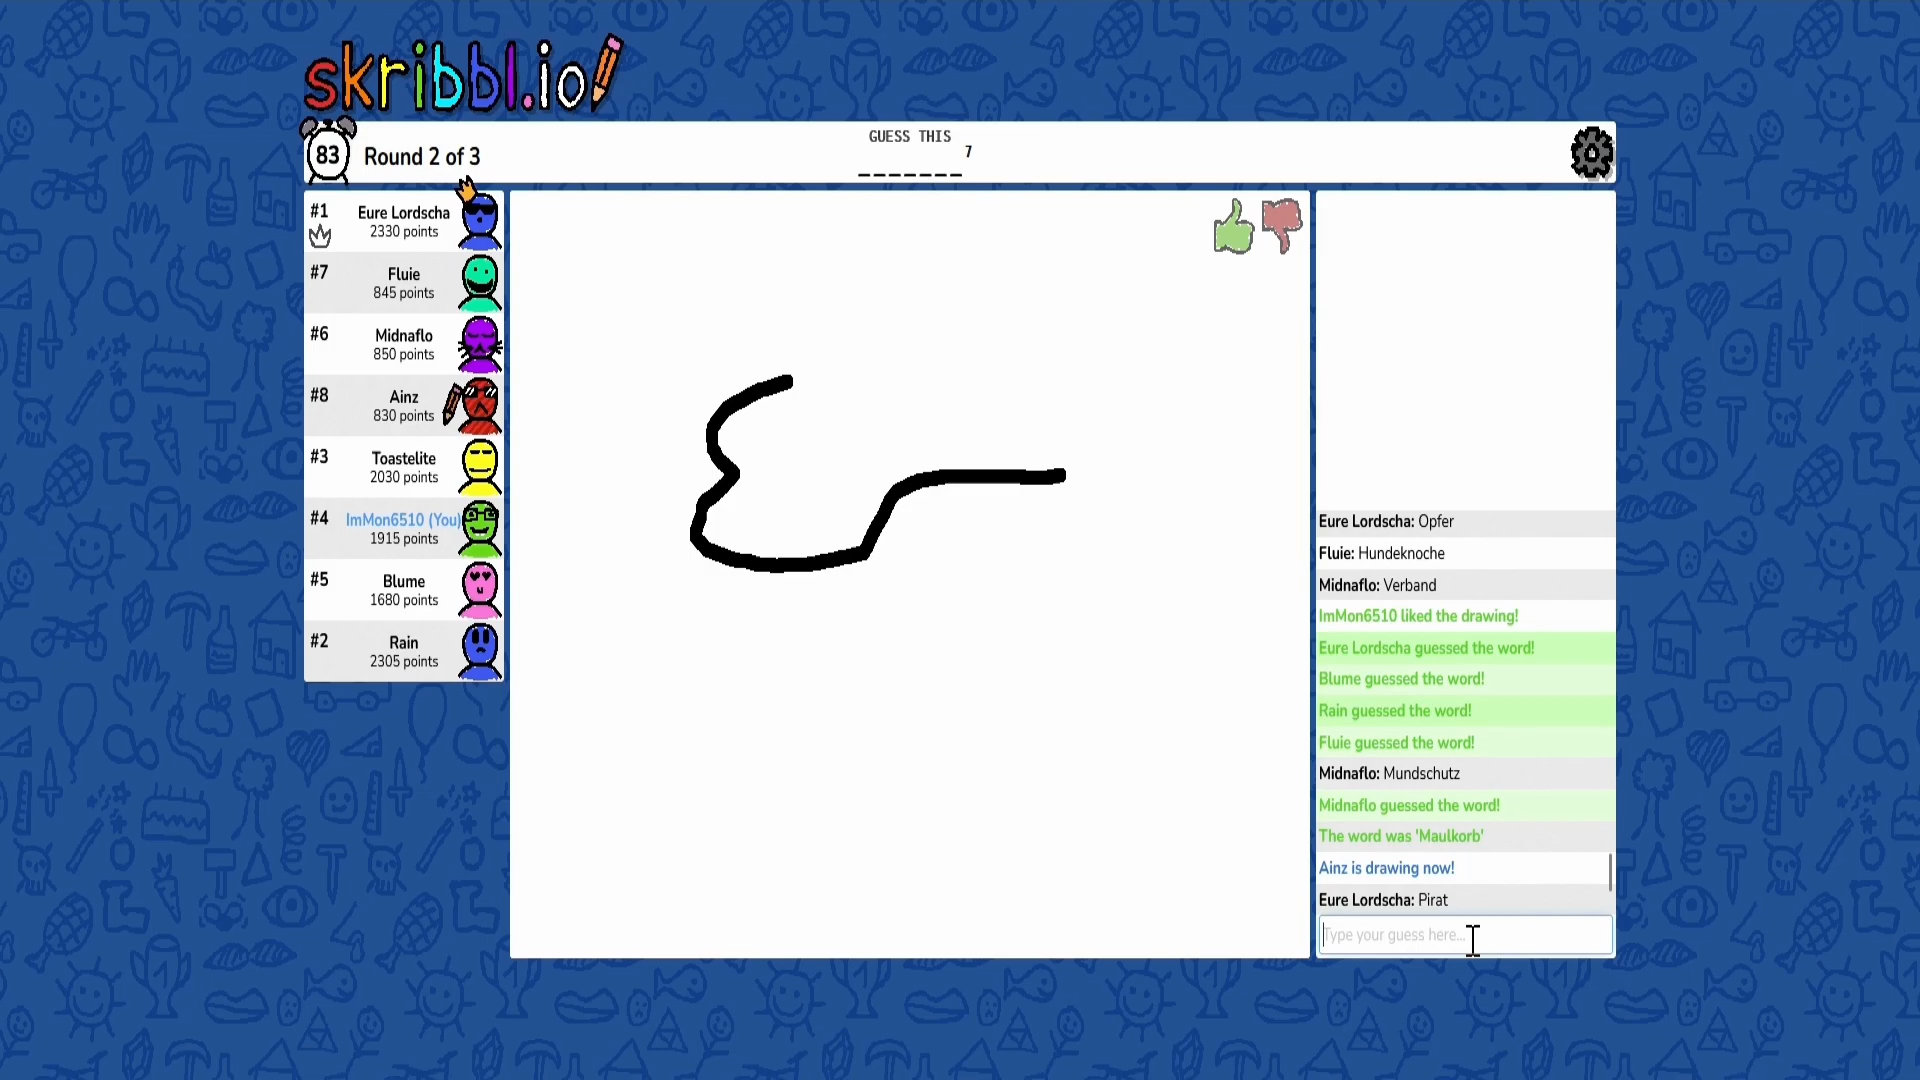 skribbl.io
83
Round 2 of 3
GUESS THIS
_______ 7
#1
Eure Lordscha
2330 points
#7
Fluie
845 points
#6
Midnaflo
850 points
#8
Ainz
830 points
#3
Toastelite
2030 points
#4
ImMon6510 (You)
1915 points
#5
Blume
1680 points
#2
Rain
2305 points
Eure Lordscha: Opfer
Fluie: Hundeknoche
Midnaflo: Verband
ImMon6510 liked the drawing!
Eure Lordscha guessed the word!
Blume guessed the word!
Rain guessed the word!
Fluie guessed the word!
Midnaflo: Mundschutz
Midnaflo guessed the word!
The word was 'Maulkorb'
Ainz is drawing now!
Eure Lordscha: Pirat
Type your guess here...